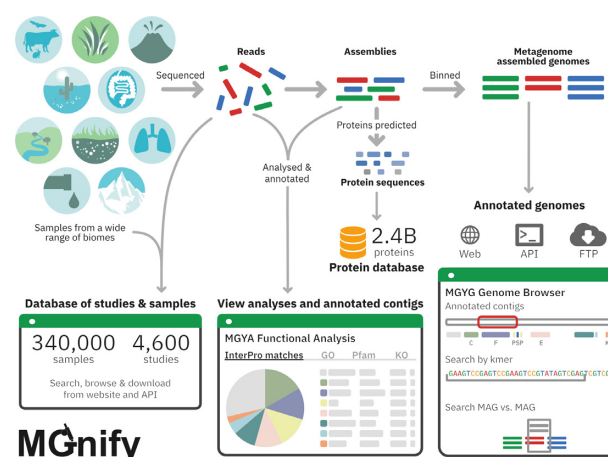 Reads
Assemblies
Metagenome
assembled genomes
Sequenced
Binned
Proteins predicted
Analysed &
annotated
Protein sequences
Samples from a wide
range of biomes
2.4B
proteins
Protein database
Annotated genomes
Web
API
FTP
Database of studies & samples
340,000
samples
4,600
studies
Search, browse & download
from website and API
View analyses and annotated contigs
MGYA Functional Analysis
InterPro matches GO Pfam KO
MGYG Genome Browser
Annotated contigs
C F PSP E K
Search by kmer
GAAGTCCGAGTCCGAAGTCCGTATAGTCGAGTCGTCG
Search MAG vs. MAG
MGnify